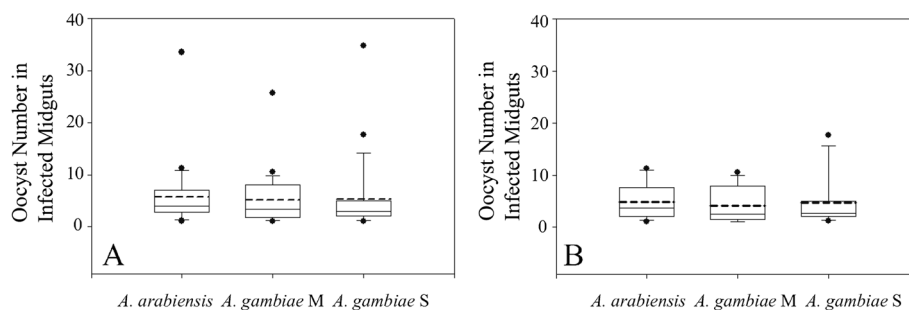 Oocyst Number in
Infected Midguts
40
30
20
10
0
A
A. arabiensis A. gambiae M A. gambiae S
Oocyst Number in
Infected Midguts
40
30
20
10
0
B
A. arabiensis A. gambiae M A. gambiae S